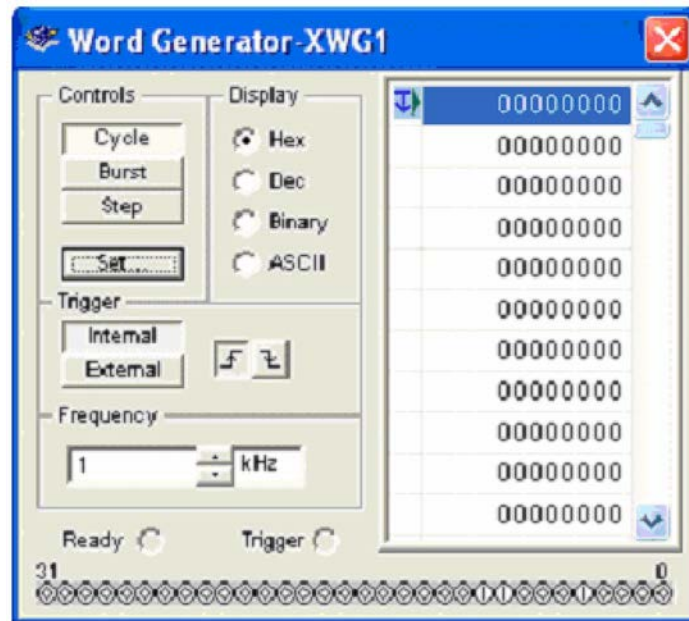 Word Generator-XWG1
Controls
Cycle
Burst
Step
Set...
Display
Hex
Dec
Binary
ASCII
Trigger
Internal
External
Frequency
1 kHz
Ready Trigger
31 0
00000000
00000000
00000000
00000000
00000000
00000000
00000000
00000000
00000000
00000000
00000000